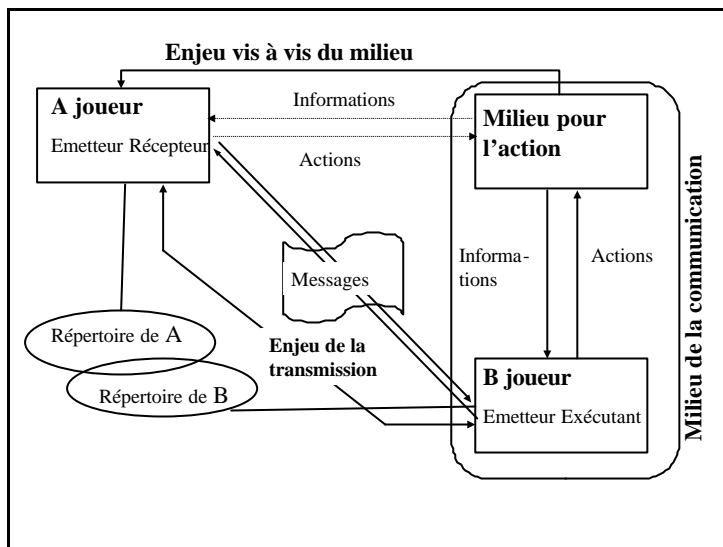 Enjeu vis à vis du milieu
A joueur
Emetteur Récepteur
Informations
Actions
Milieu pour
l'action
Messages
Informa-
tions
Actions
Milieu de la communication
Répertoire de A
Répertoire de B
Enjeu de la
transmission
B joueur
Emetteur Exécutant